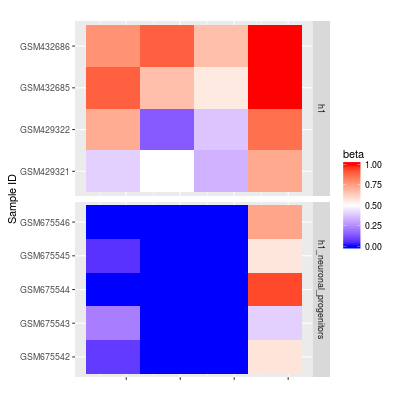 GSM432686
GSM432685
GSM429322
GSM429321
h1
GSM675546
GSM675545
GSM675544
GSM675543
GSM675542
h1_neuronal_progenitors
Sample ID
beta
1.00
0.75
0.50
0.25
0.00